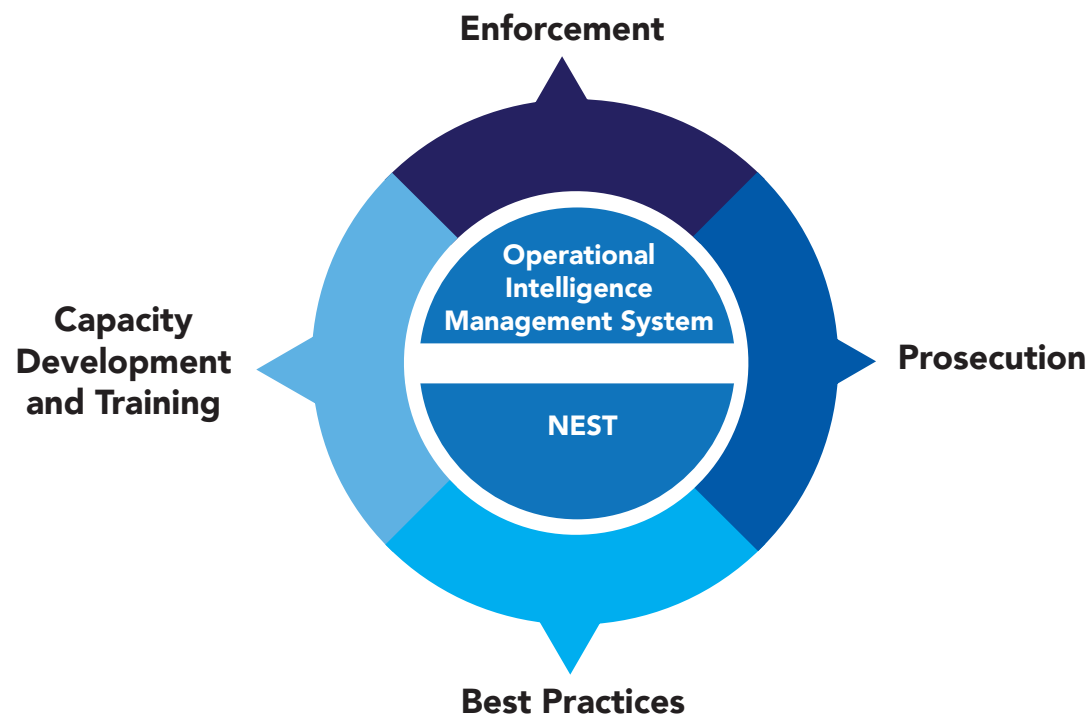 Enforcement
Operational
Intelligence
Management System
Capacity
Development
and Training
Prosecution
NEST
Best Practices